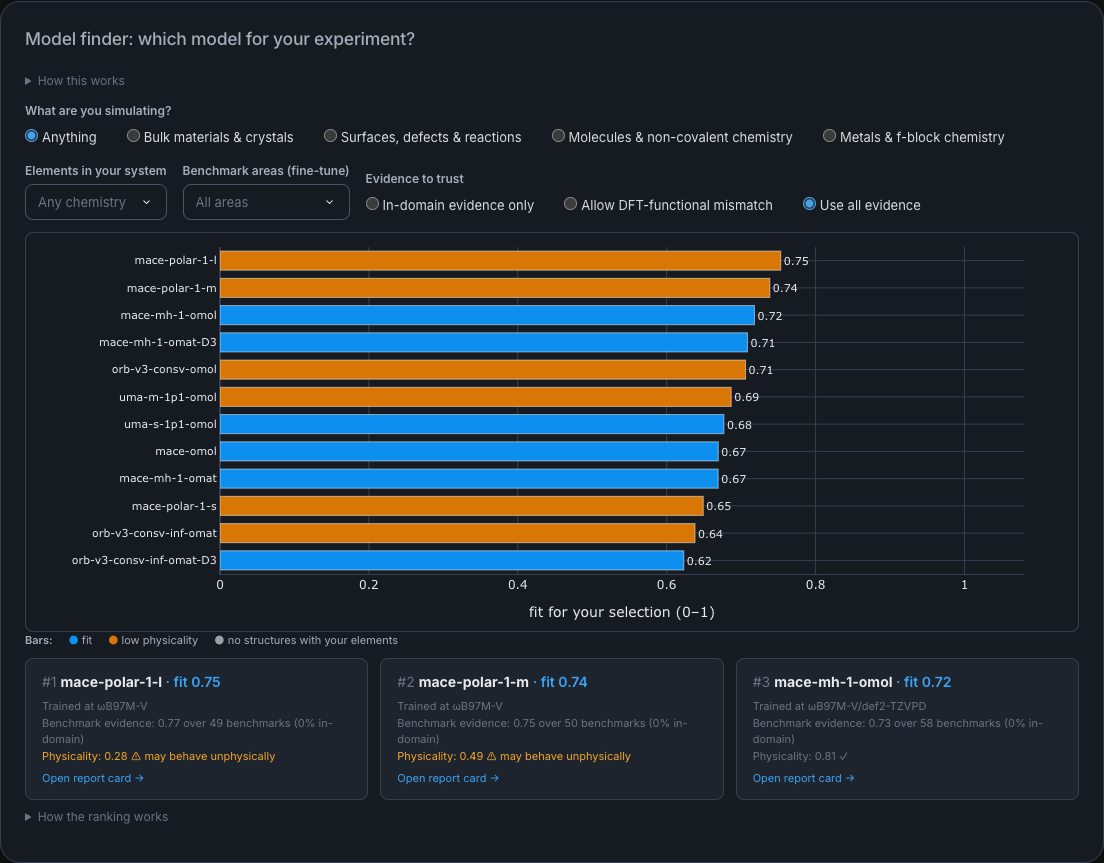 Model finder: which model for your experiment?
How this works
What are you simulating?
Anything Bulk materials & crystals Surfaces, defects & reactions Molecules & non-covalent chemistry Metals & f-block chemistry
Elements in your system Benchmark areas (fine-tune) Evidence to trust
Any chemistry All areas In-domain evidence only Allow DFT-functional mismatch Use all evidence
mace-polar-1-l 0.75
mace-polar-1-m 0.74
mace-mh-1-omol 0.72
mace-mh-1-omat-D3 0.71
orb-v3-consv-omol 0.71
uma-m-1p1-omol 0.69
uma-s-1p1-omol 0.68
mace-omol 0.67
mace-mh-1-omat 0.67
mace-polar-1-s 0.65
orb-v3-consv-inf-omat 0.64
orb-v3-consv-inf-omat-D3 0.62
0 0.2 0.4 0.6 0.8 1
fit for your selection (0–1)
Bars: fit low physicality no structures with your elements
#1 mace-polar-1-l · fit 0.75
Trained at ωB97M-V
Benchmark evidence: 0.77 over 49 benchmarks (0% in-
domain)
Physicality: 0.28 ⚠ may behave unphysically
Open report card →
#2 mace-polar-1-m · fit 0.74
Trained at ωB97M-V
Benchmark evidence: 0.75 over 50 benchmarks (0% in-
domain)
Physicality: 0.49 ⚠ may behave unphysically
Open report card →
#3 mace-mh-1-omol · fit 0.72
Trained at ωB97M-V/def2-TZVPD
Benchmark evidence: 0.73 over 58 benchmarks (0% in-
domain)
Physicality: 0.81 ✓
Open report card →
How the ranking works